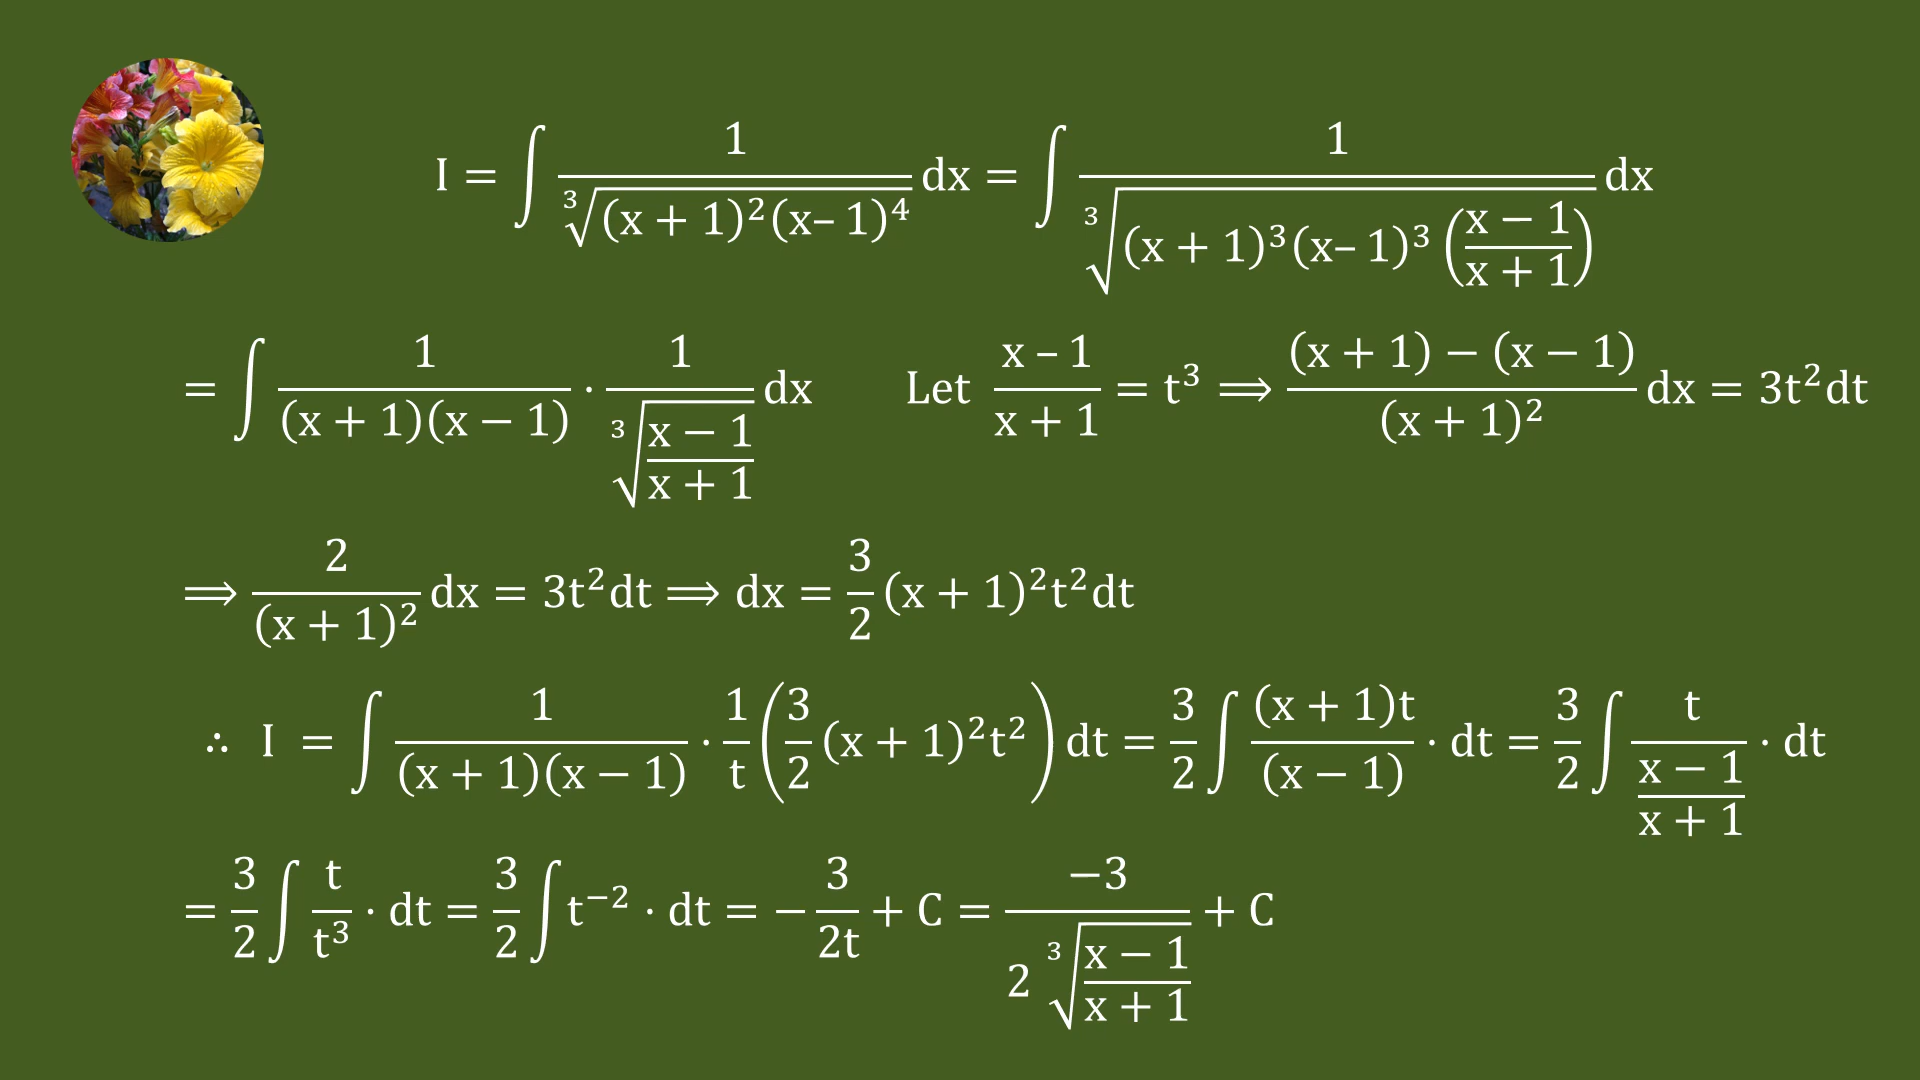 I = ∫ 1/∛((x + 1)²(x– 1)⁴) dx = ∫ 1/∛((x + 1)³(x– 1)³((x − 1)/(x + 1))) dx
= ∫ 1/((x + 1)(x − 1)) · 1/∛((x − 1)/(x + 1)) dx Let (x – 1)/(x + 1) = t³ ⟹ ((x + 1) − (x − 1))/(x + 1)² dx = 3t²dt
⟹ 2/(x + 1)² dx = 3t²dt ⟹ dx = 3/2 (x + 1)²t²dt
∴ I = ∫ 1/((x + 1)(x − 1)) · 1/t (3/2 (x + 1)²t²) dt = 3/2 ∫ ((x + 1)t)/((x − 1)) · dt = 3/2 ∫ t/((x − 1)/(x + 1)) · dt
= 3/2 ∫ t/t³ · dt = 3/2 ∫ t⁻² · dt = − 3/(2t) + C = −3/(2 ∛((x − 1)/(x + 1))) + C